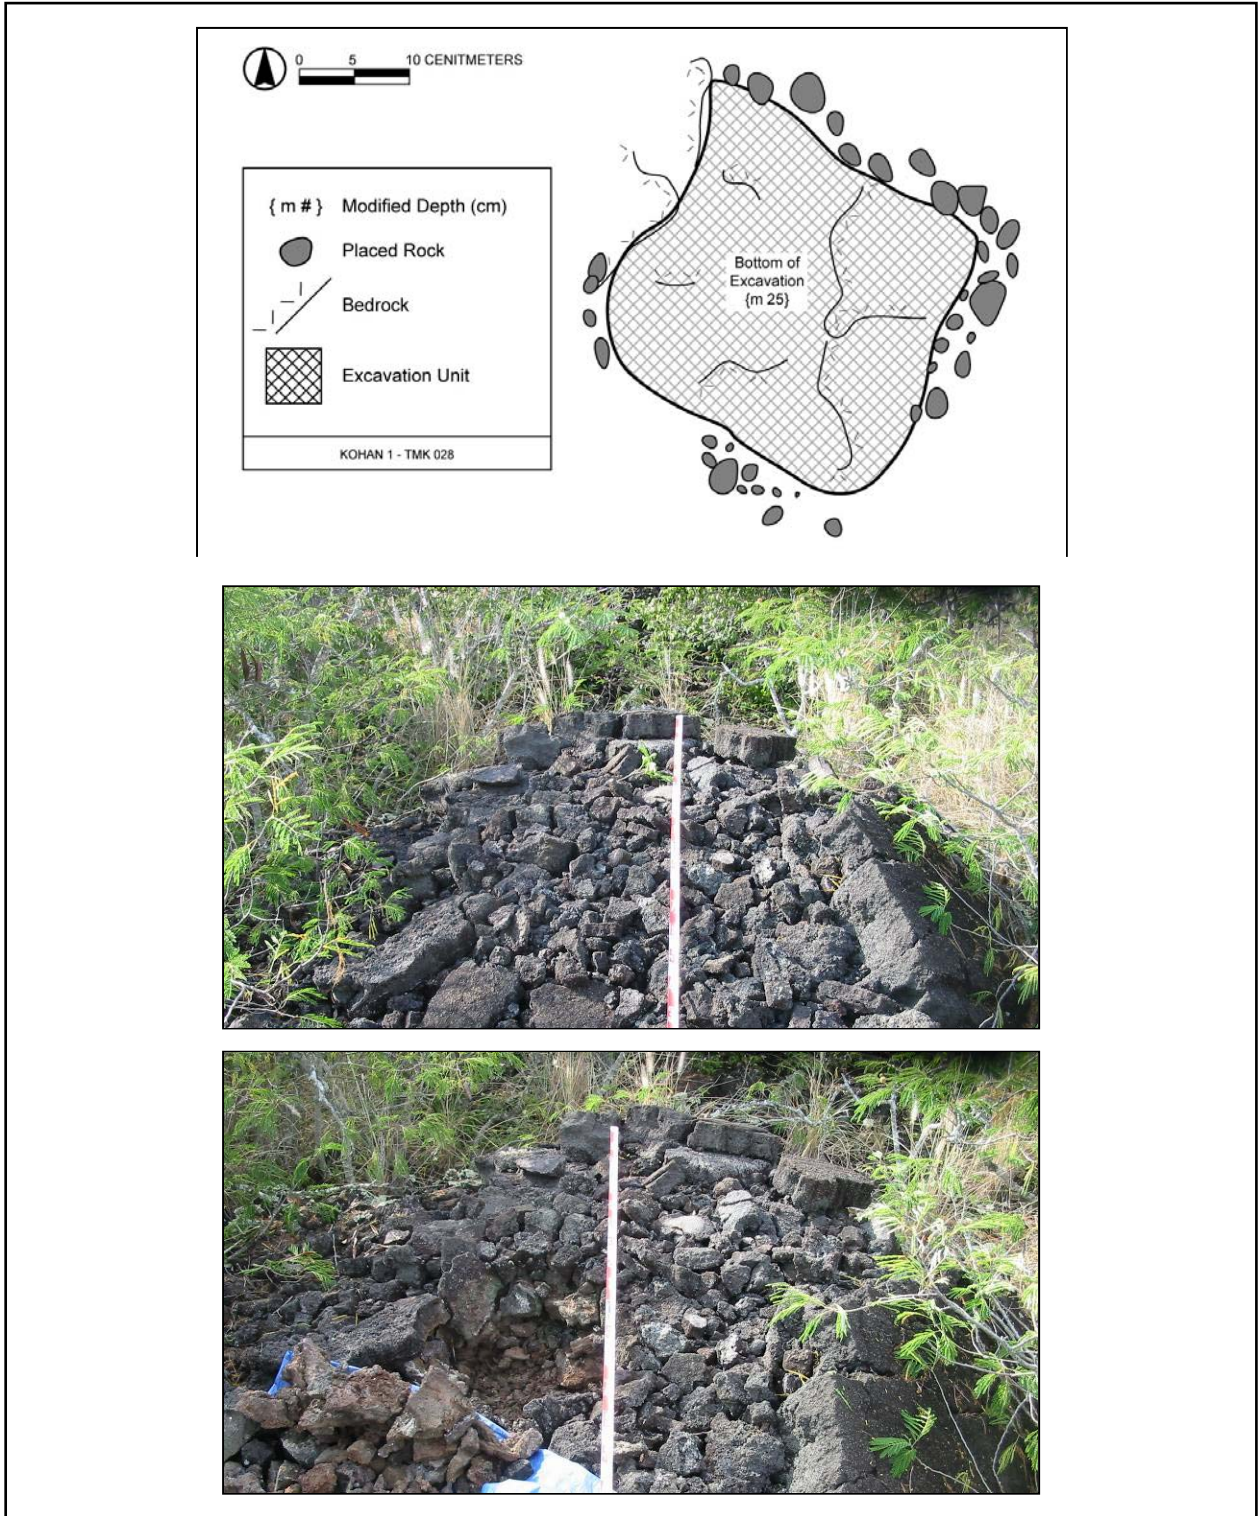 0 5 10 CENITMETERS
{ m # } Modified Depth (cm)
Placed Rock
Bedrock
Excavation Unit
KOHAN 1 - TMK 028
Bottom of
Excavation
{m 25}